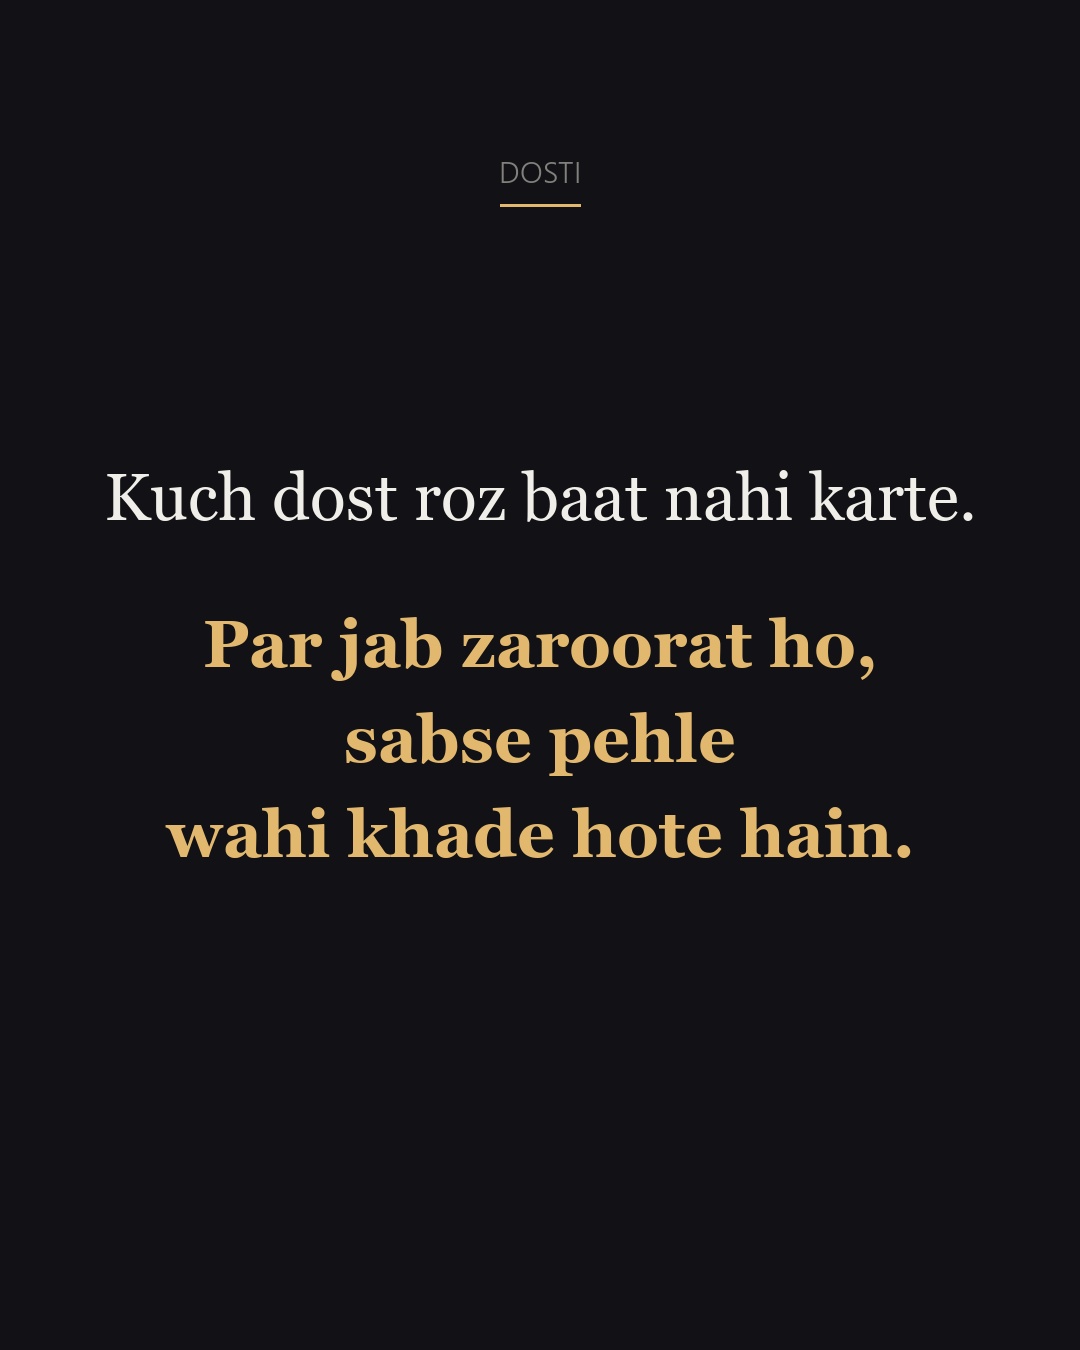 DOSTI
Kuch dost roz baat nahi karte.
Par jab zaroorat ho,
sabse pehle
wahi khade hote hain.